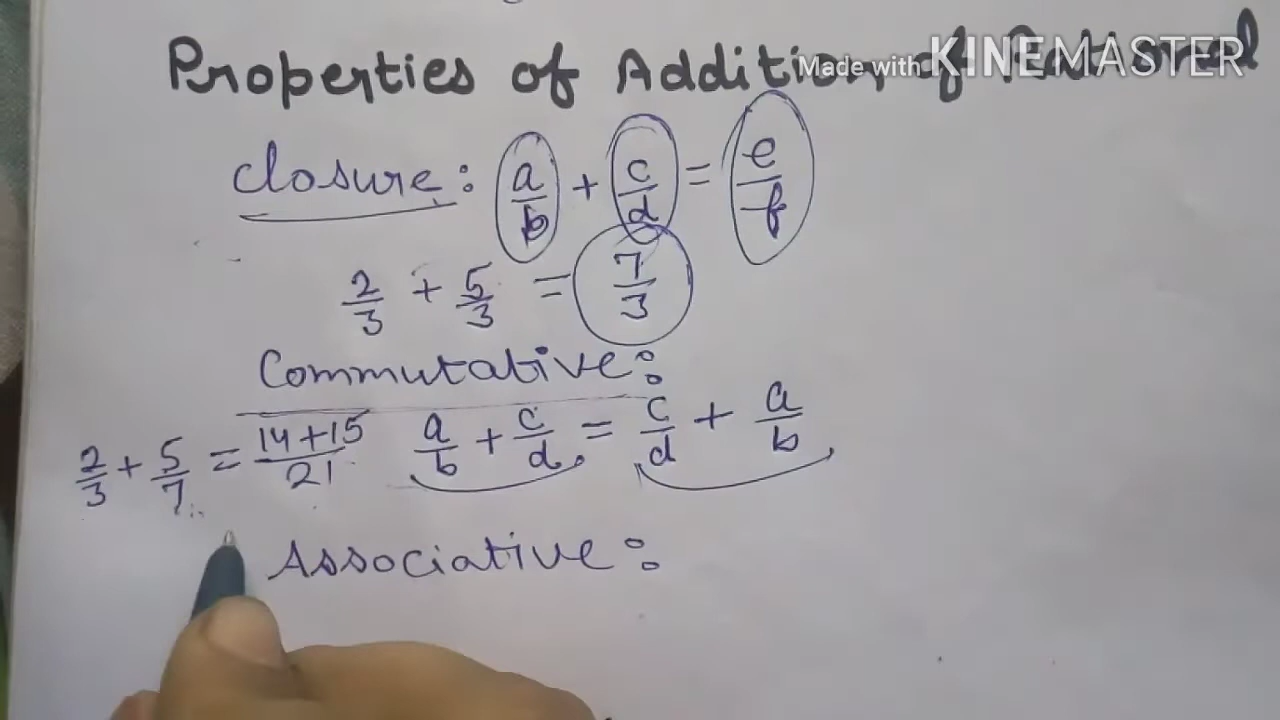 Properties of Addition of Rational
Made with KINEMASTER
closure: a/b + c/d = e/f
2/3 + 5/3 = 7/3
Commutative:
2/3 + 5/7 = 14+15/21
a/b + c/d = c/d + a/b
Associative: